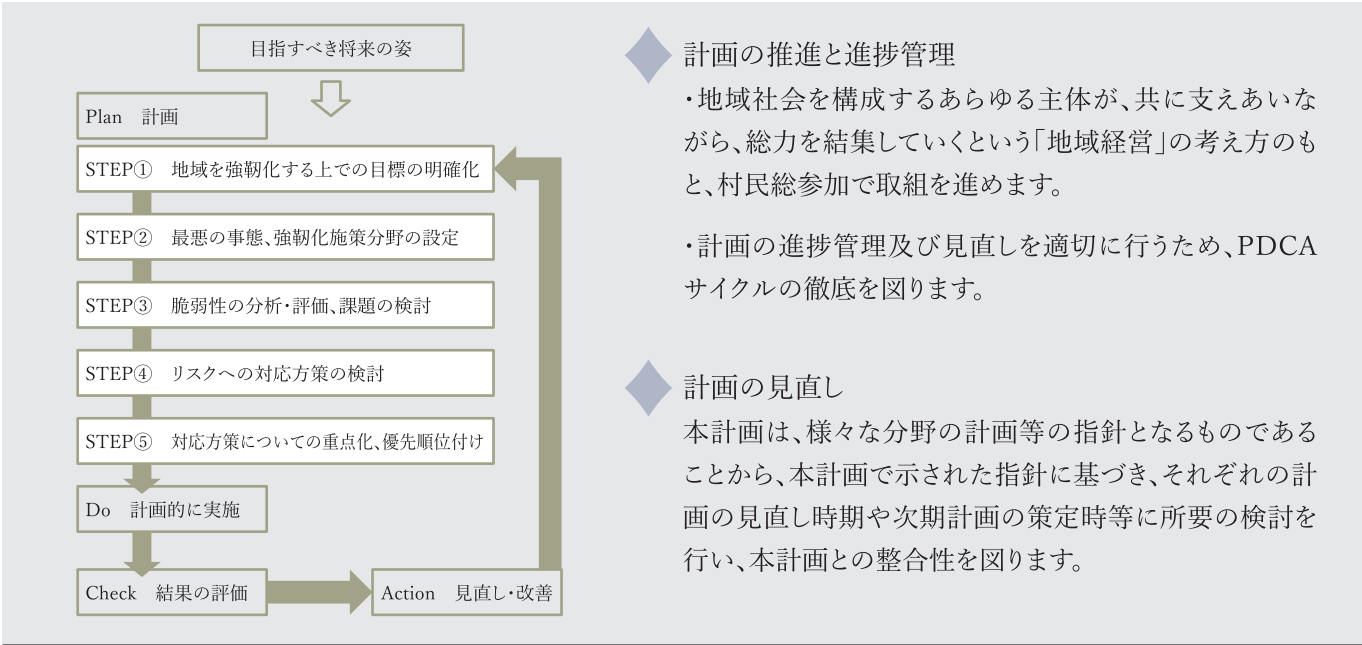 目指すべき将来の姿
Plan　計画
STEP①　地域を強靭化する上での目標の明確化
STEP②　最悪の事態、強靭化施策分野の設定
STEP③　脆弱性の分析・評価、課題の検討
STEP④　リスクへの対応方策の検討
STEP⑤　対応方策についての重点化、優先順位付け
Do　計画的に実施
Check　結果の評価
Action　見直し・改善
計画の推進と進捗管理
・地域社会を構成するあらゆる主体が、共に支えあいな
がら、総力を結集していくという「地域経営」の考え方のも
と、村民総参加で取組を進めます。
・計画の進捗管理及び見直しを適切に行うため、PDCA
サイクルの徹底を図ります。
計画の見直し
本計画は、様々な分野の計画等の指針となるものである
ことから、本計画で示された指針に基づき、それぞれの計
画の見直し時期や次期計画の策定時等に所要の検討を
行い、本計画との整合性を図ります。